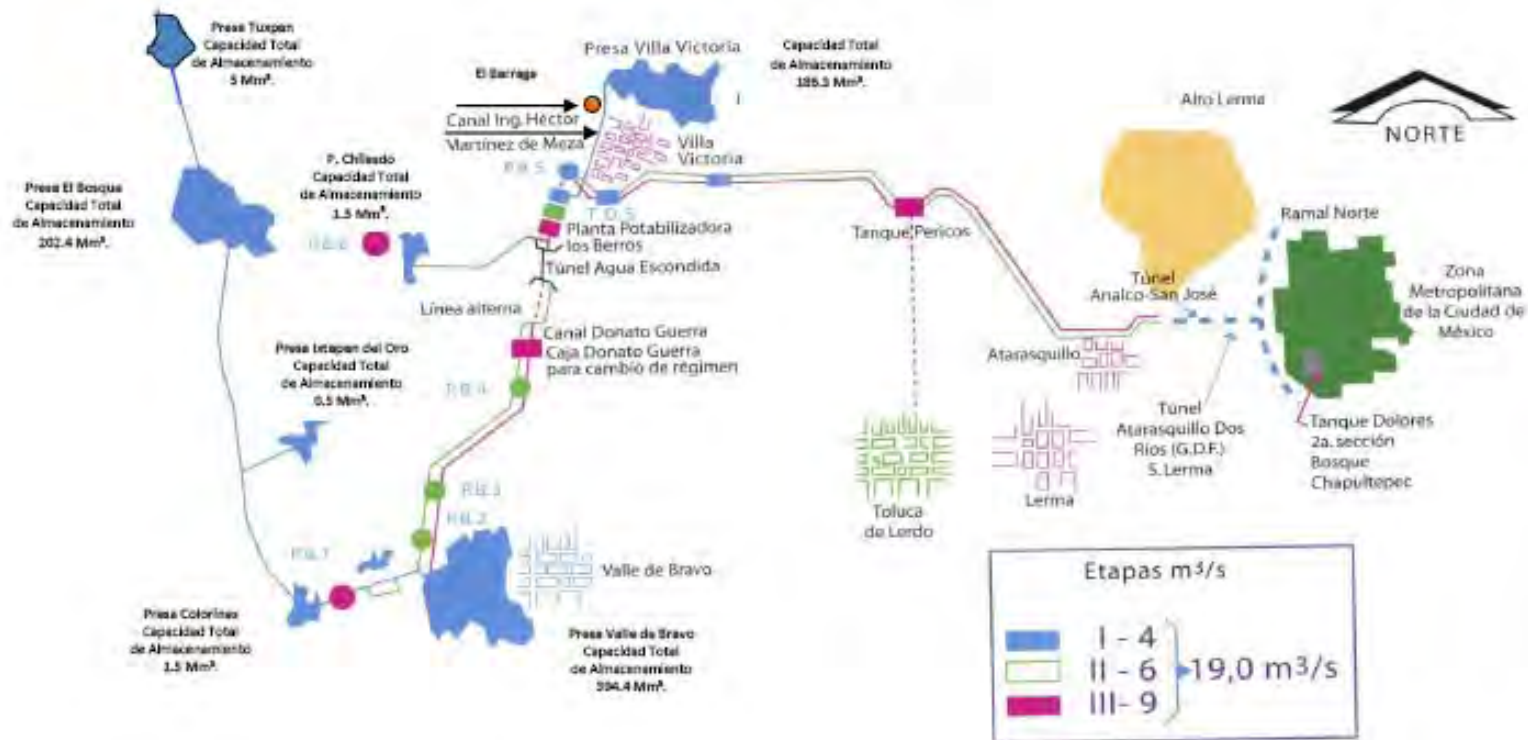 Presa Tuxpan
Capacidad Total
de Almacenamiento
5 Mm³.
Presa Villa Victoria
Capacidad Total
de Almacenamiento
El Barraga
Canal Ing. Héctor
Martínez de Meza
Villa
Victoria
Alto Lerma
NORTE
Presa El Bosque
Capacidad Total
de Almacenamiento
202.4 Mm³.
P. Chilesdo
Capacidad Total
de Almacenamiento
1.5 Mm³.
P.B. 6
P.B. 5
T. O. 5
Planta Potabilizadora
los Berros
Túnel Agua Escondida
Línea alterna
Canal Donato Guerra
Caja Donato Guerra
para cambio de régimen
Tanque Pericos
Ramal Norte
Túnel
Analco-San José
Zona
Metropolitana
de la Ciudad de
México
Atarasquillo
Presa Ixtapan del Oro
Capacidad Total
de Almacenamiento
0.5 Mm³.
P.B. 4
P.B. 3
P.B. 2
P.B. 1
Valle de Bravo
Toluca
de Lerdo
Lerma
Túnel
Atarasquillo Dos
Ríos (G.D.F.)
S. Lerma
Tanque Dolores
2a. sección
Bosque
Chapultepec
Presa Colorines
Capacidad Total
de Almacenamiento
1.5 Mm³.
Presa Valle de Bravo
Capacidad Total
de Almacenamiento
394.4 Mm³.
Etapas m³/s
I - 4
II - 6
III - 9
19,0 m³/s